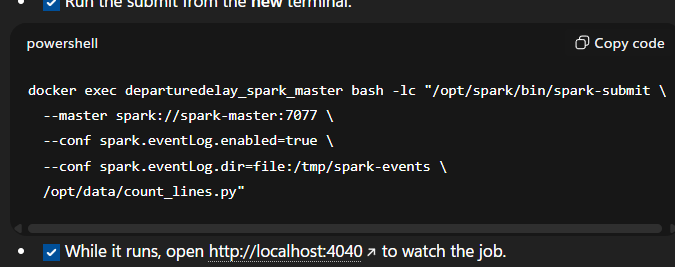 Run the submit from the new terminal.
powershell
Copy code
docker exec departuredelay_spark_master bash -lc "/opt/spark/bin/spark-submit \
--master spark://spark-master:7077 \
--conf spark.eventLog.enabled=true \
--conf spark.eventLog.dir=file:/tmp/spark-events \
/opt/data/count_lines.py"
While it runs, open http://localhost:4040 ↗ to watch the job.